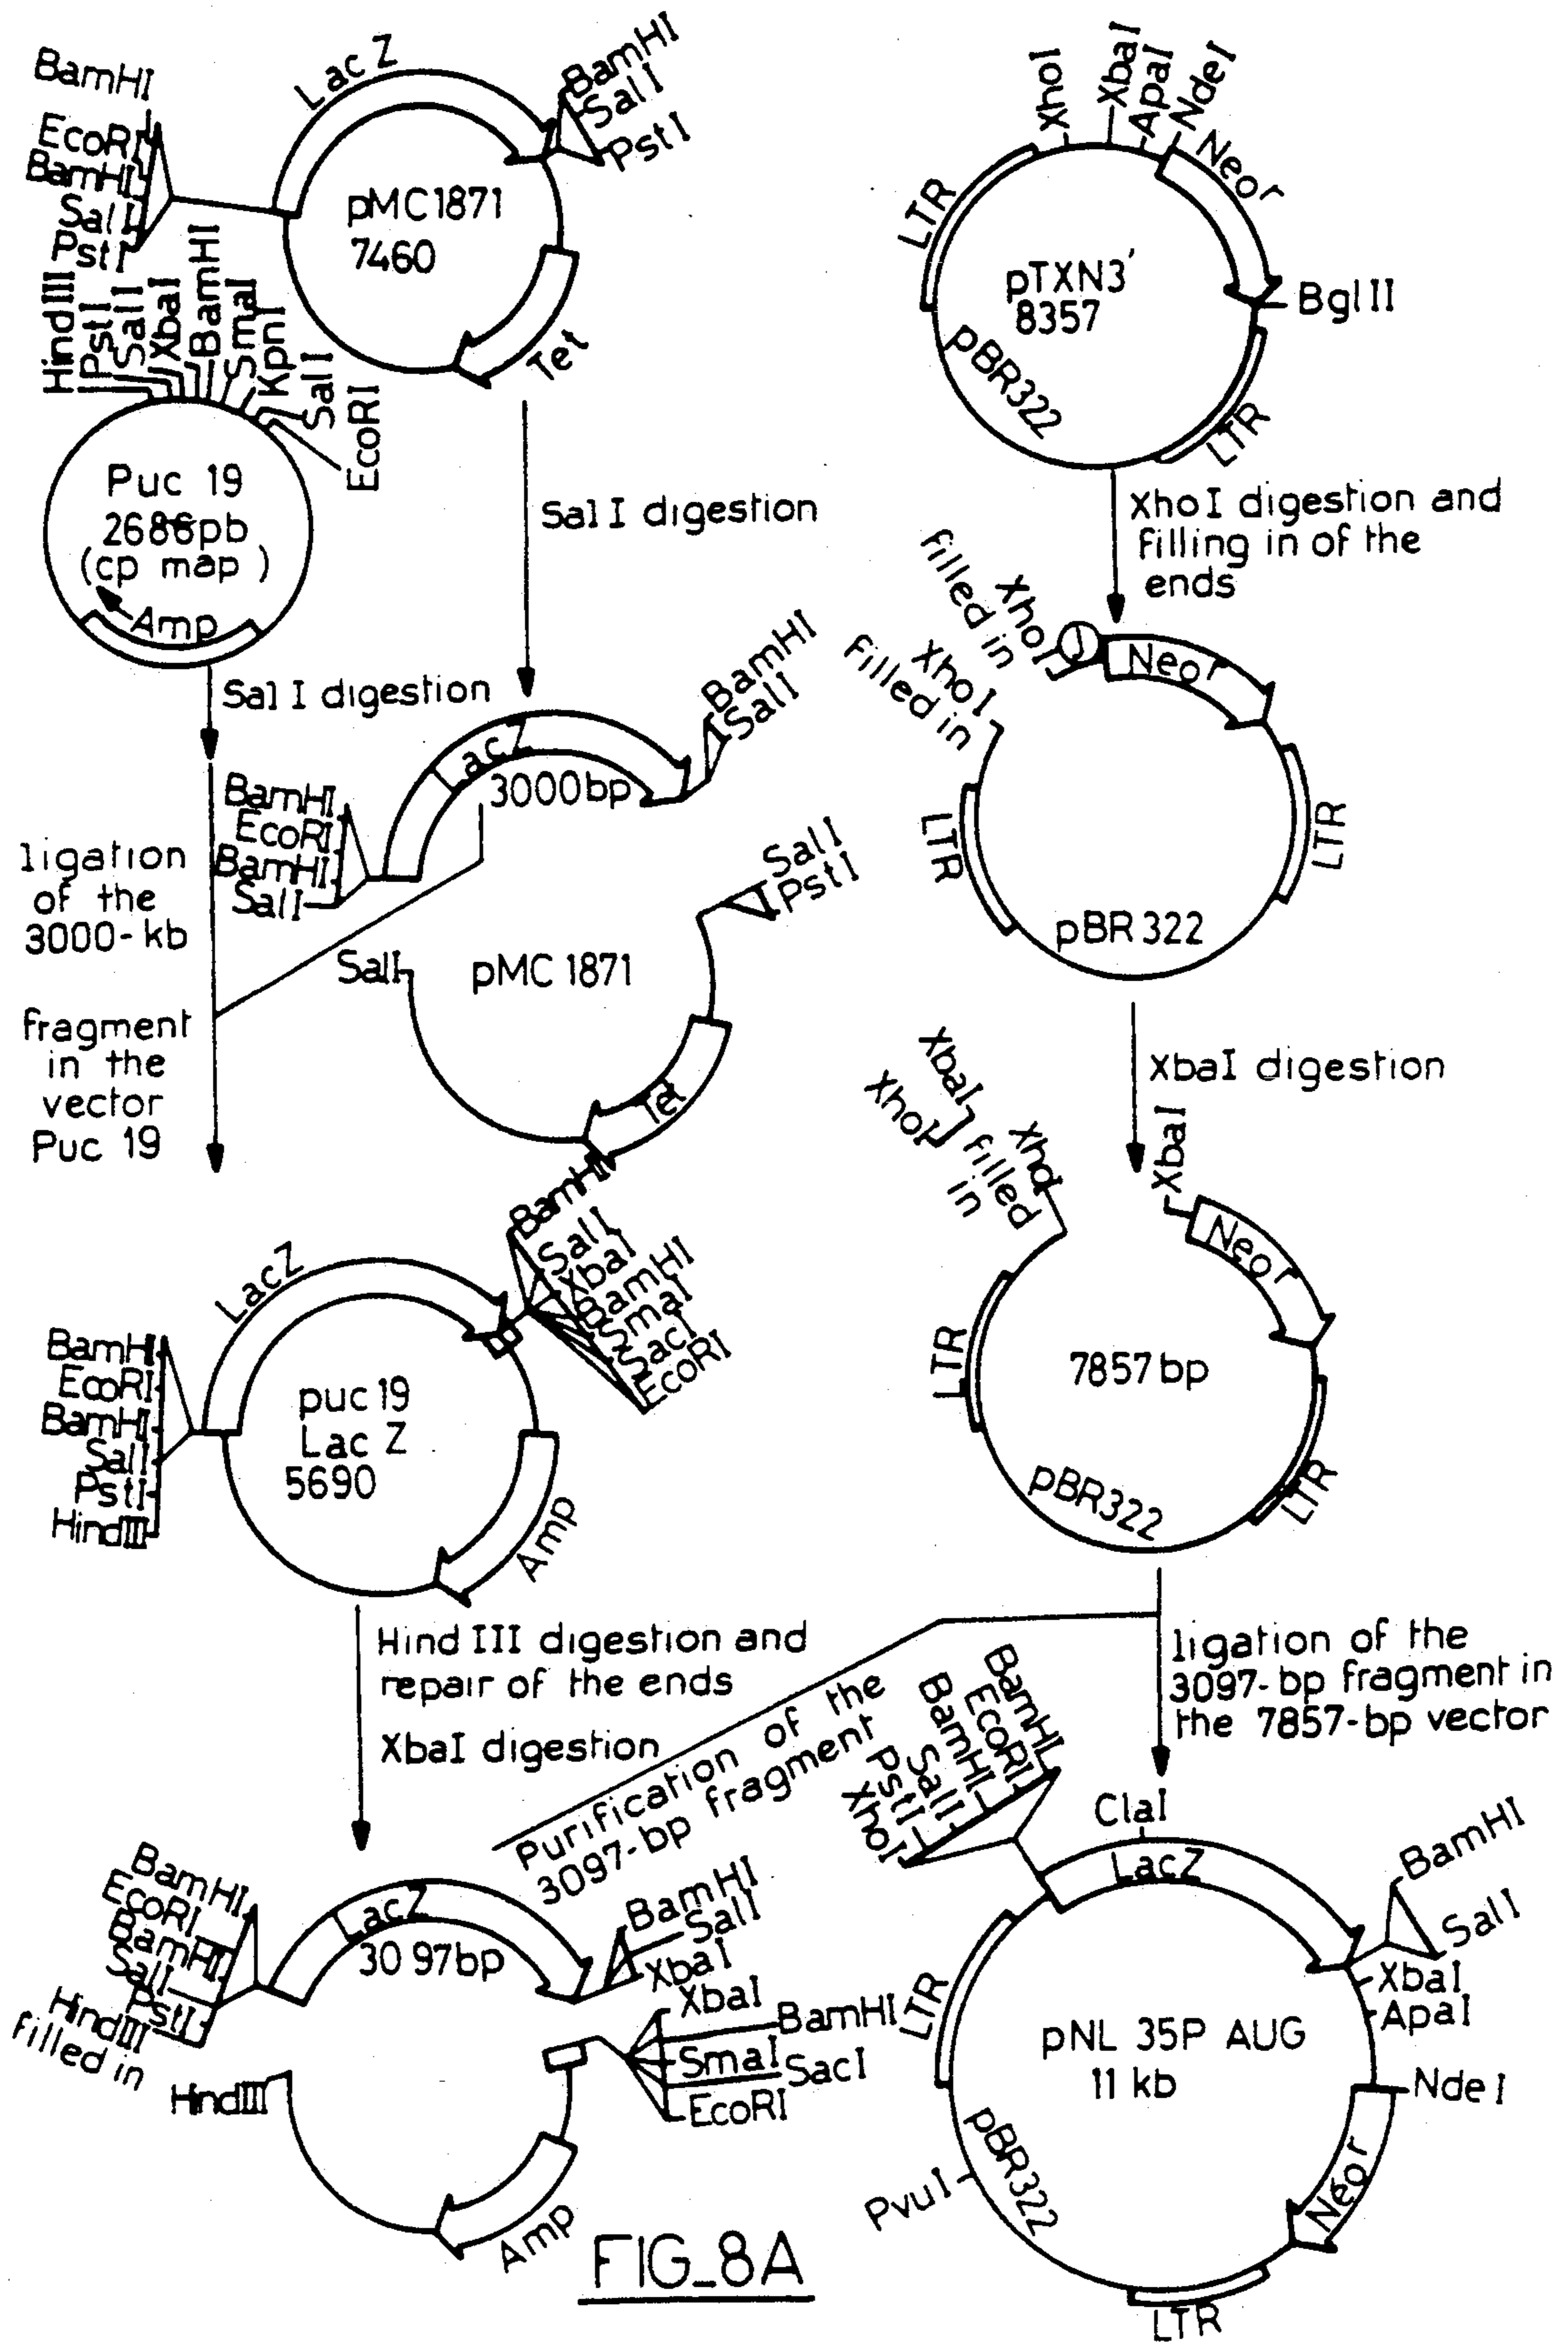 BamHI
EcoRI
BamHI
SalI
PstI
Lac Z
BamHI
SalI
PstI
pMC1871
7460
Tet
HindIII
PstI
SalI
XbaI
BamHI
SmaI
KpnI
SalI
EcoRI
Puc 19
2686pb
(cp map)
Amp
Sal I digestion
Sal I digestion
ligation
of the
3000-kb
fragment
in the
vector
Puc 19
LacZ
3000bp
BamHI
SalI
BamHI
EcoRI
BamHI
SalI
SalI
PstI
SalI
pMC 1871
Tet
LacZ
BamHI
SalI
XbaI
BamHI
SmaI
SacI
EcoRI
BamHI
EcoRI
BamHI
SalI
PstI
HindIII
puc 19
Lac Z
5690
Amp
Hind III digestion and
repair of the ends
XbaI digestion
Purification of the
3097-bp fragment
BamHI
EcoRI
BamHI
SalI
PstI
HindIII
filled in
LacZ
3097bp
BamHI
SalI
XbaI
XbaI
BamHI
SmaI
SacI
EcoRI
HindIII
Amp
XhoI
XbaI
ApaI
NdeI
Neor
LTR
pTXN3'
8357
pBR322
BglII
LTR
XhoI digestion and
filling in of the
ends
XhoI
filled in
XhoI
filled in
Neor
LTR
LTR
pBR322
XbaI digestion
XbaI
XhoI
filled
in
XhoI
XbaI
Neor
LTR
7857bp
pBR322
LTR
ligation of the
3097-bp fragment in
the 7857-bp vector
BamHI
EcoRI
BamHI
SalI
PstI
XhoI
ClaI
LacZ
BamHI
SalI
XbaI
ApaI
LTR
pNL 35P AUG
11 kb
NdeI
pBR322
PvuI
Neor
LTR
FIG_8A